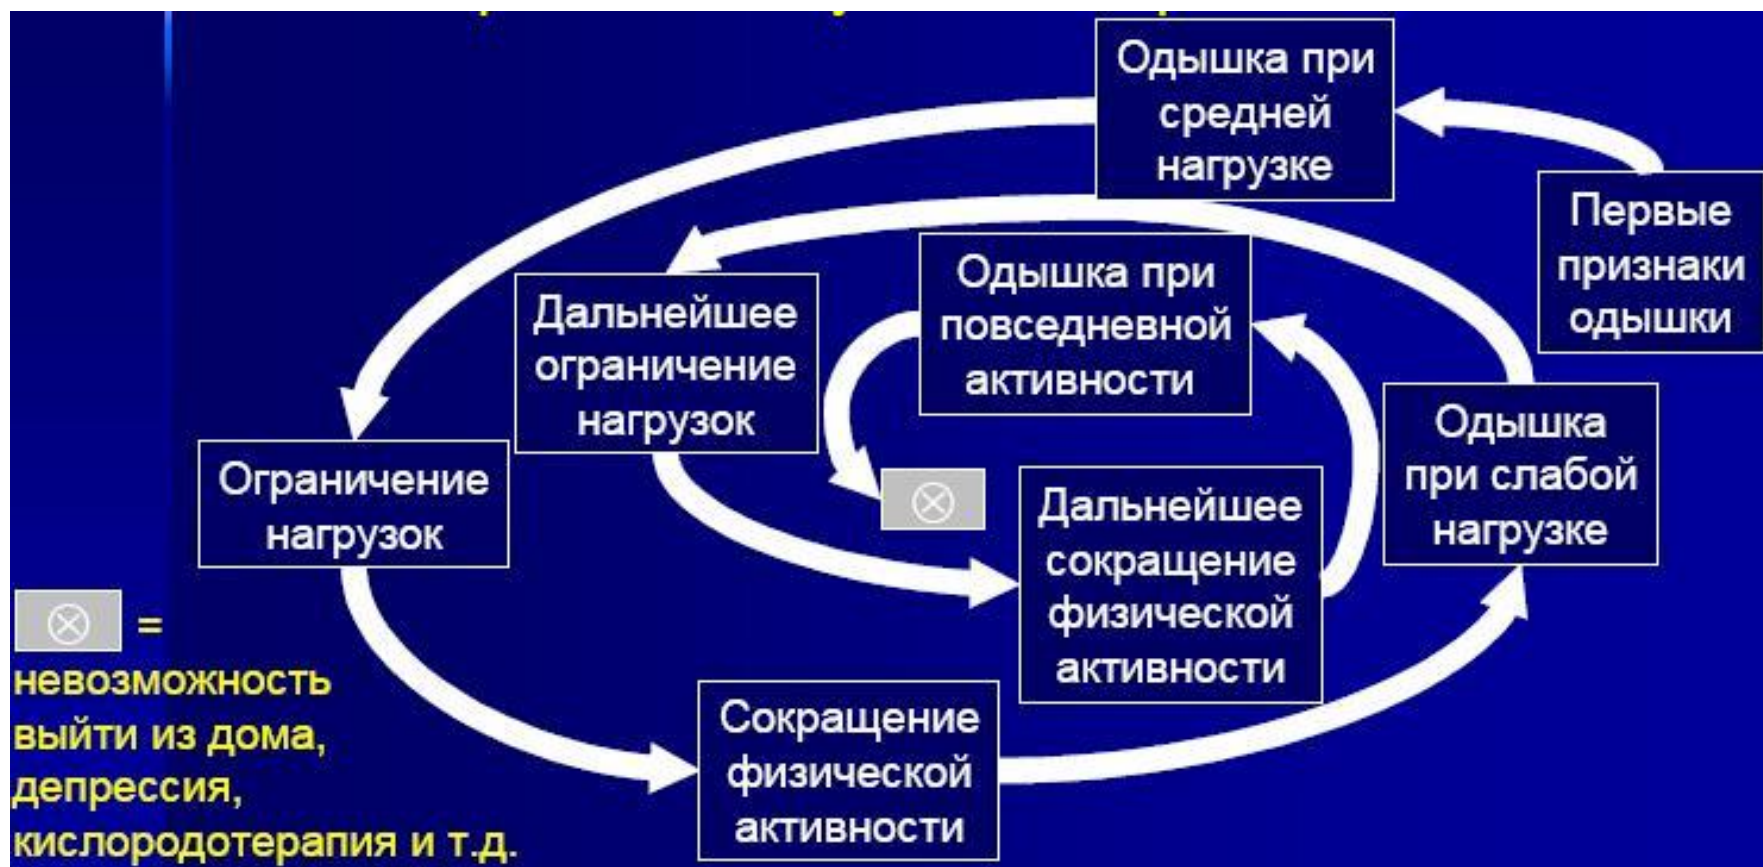 Одышка при
средней
нагрузке
Первые
признаки
одышки
Одышка при
повседневной
активности
Дальнейшее
ограничение
нагрузок
Одышка
при слабой
нагрузке
Ограничение
нагрузок
⊗
Дальнейшее
сокращение
физической
активности
Сокращение
физической
активности
⊗ =
невозможность
выйти из дома,
депрессия,
кислородотерапия и т.д.